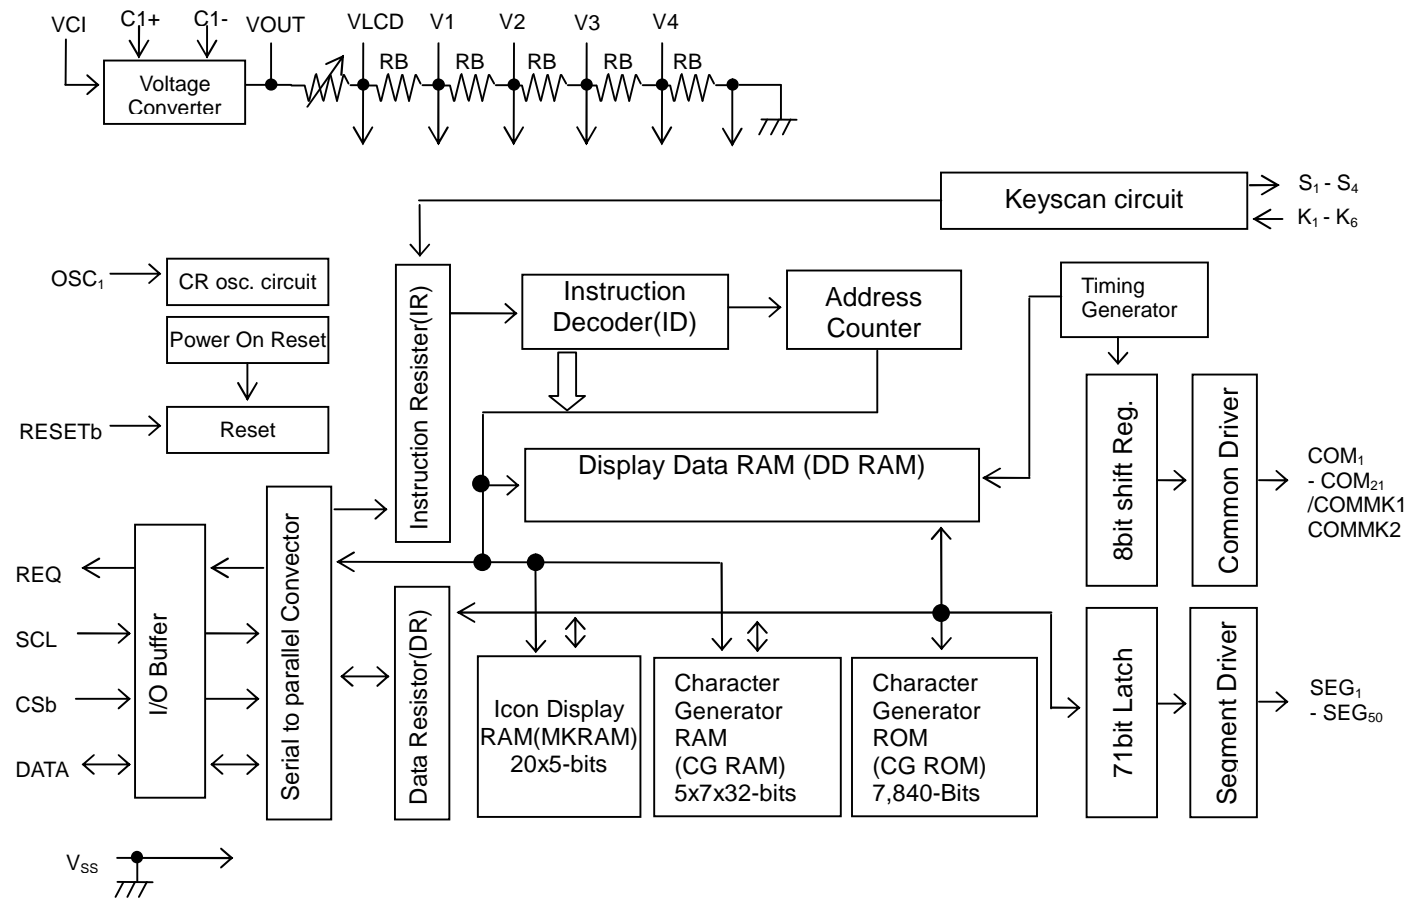 VCI
C1+
C1-
VOUT
VLCD
V1
V2
V3
V4
RB
RB
RB
RB
RB
Voltage
Converter
Keyscan circuit
S1 - S4
K1 - K6
OSC1
CR osc. circuit
Power On Reset
RESETb
Reset
Instruction Resister(IR)
Instruction
Decoder(ID)
Address
Counter
Timing
Generator
8bit shift Reg.
Common Driver
COM1
- COM21
/COMMK1
COMMK2
Display Data RAM (DD RAM)
REQ
SCL
CSb
DATA
I/O Buffer
Serial to parallel Convector
Data Resistor(DR)
Icon Display
RAM(MKRAM)
20x5-bits
Character
Generator
RAM
(CG RAM)
5x7x32-bits
Character
Generator
ROM
(CG ROM)
7,840-Bits
71bit Latch
Segment Driver
SEG1
- SEG50
VSS